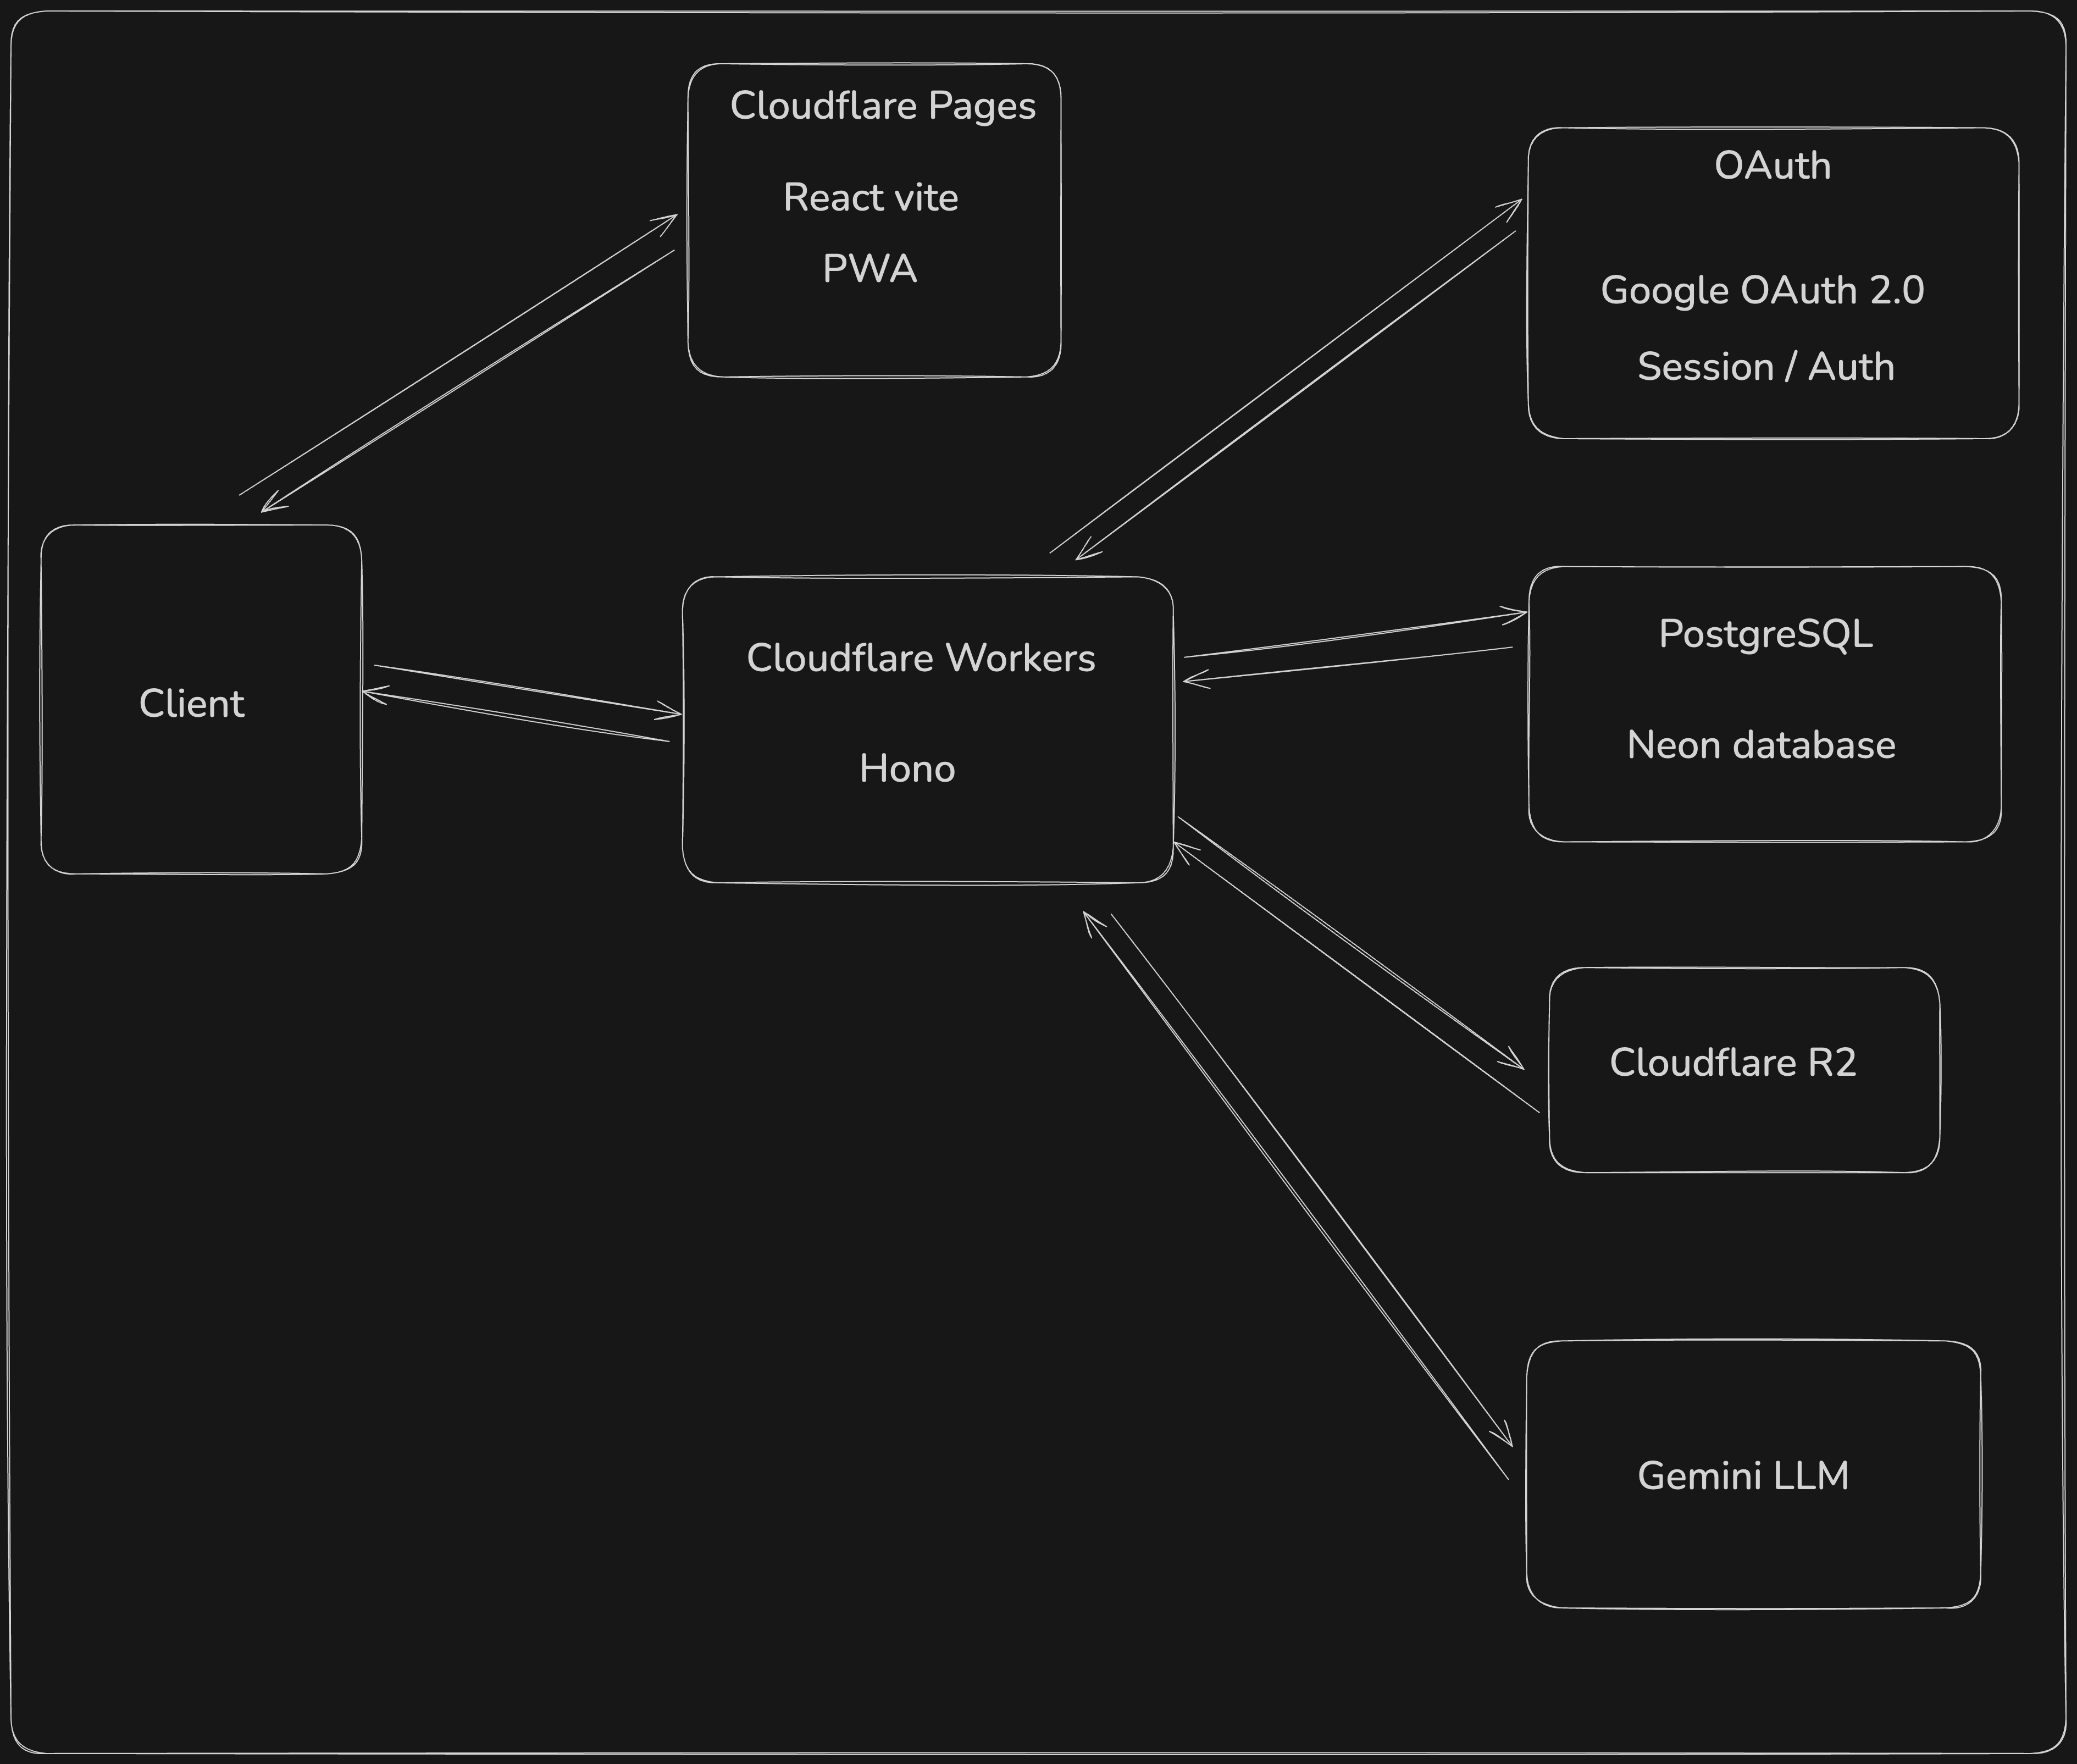 Cloudflare Pages
React vite
PWA
OAuth
Google OAuth 2.0
Session / Auth
Client
Cloudflare Workers
Hono
PostgreSQL
Neon database
Cloudflare R2
Gemini LLM